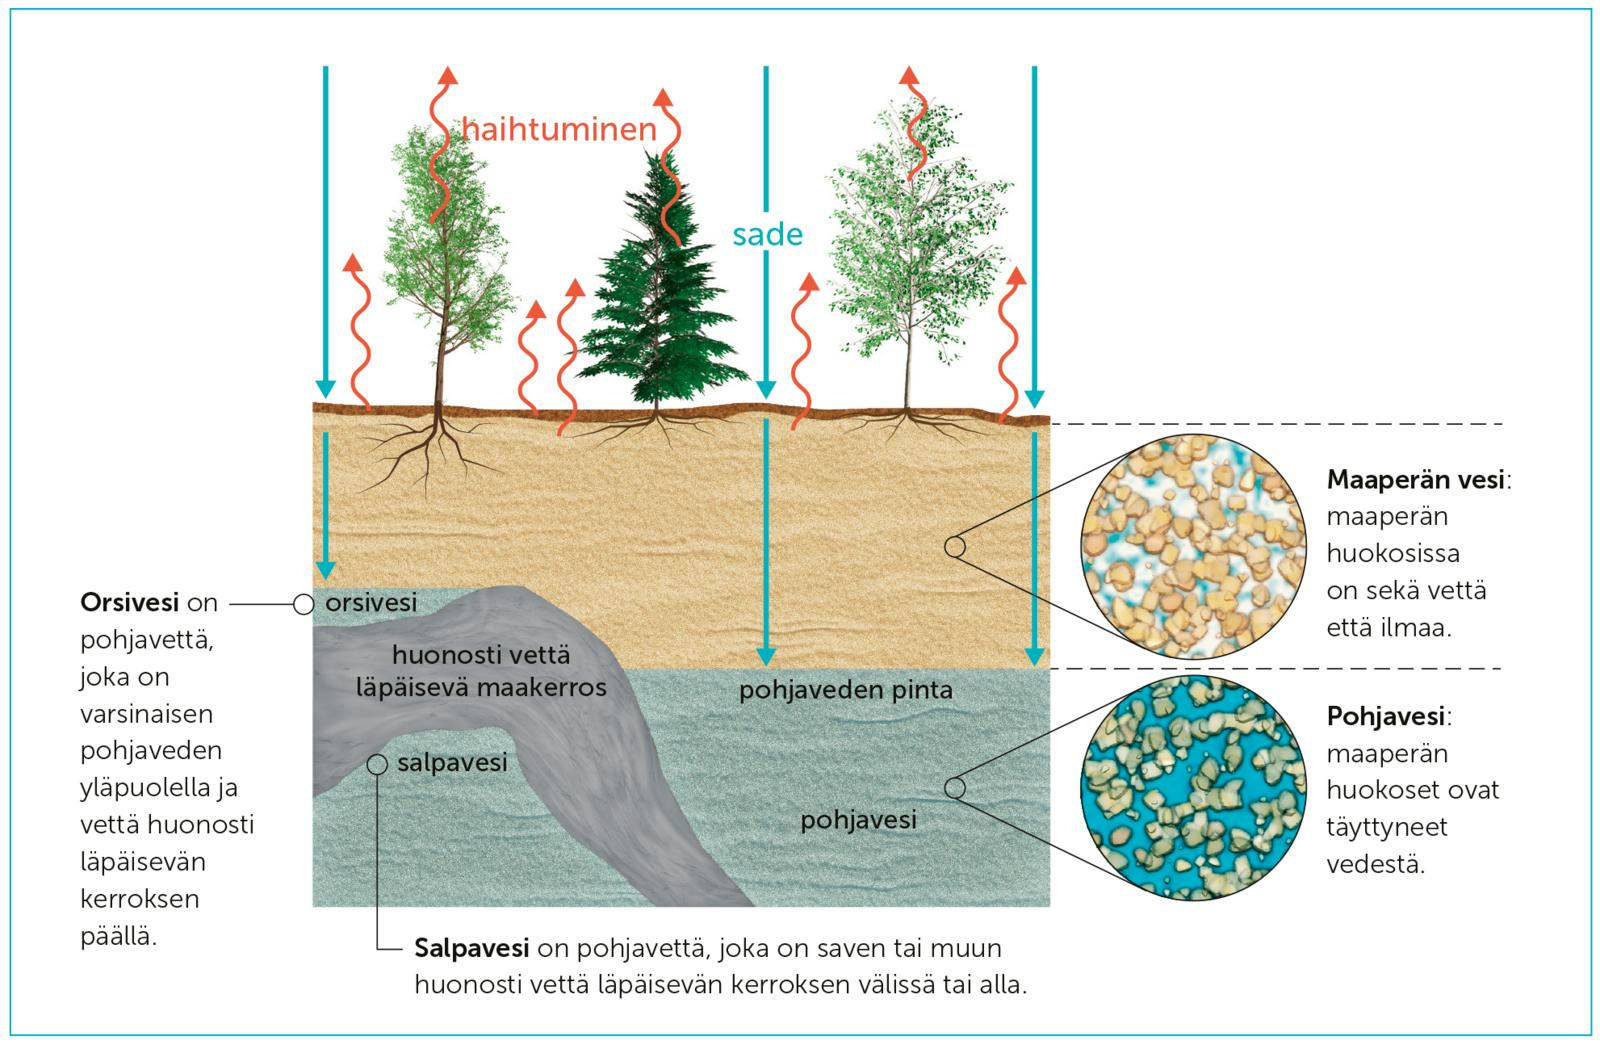 haihtuminen
sade
Maaperän vesi:
maaperän
huokosissa
on sekä vettä
että ilmaa.
Orsivesi on
pohjavettä,
joka on
varsinaisen
pohjaveden
yläpuolella ja
vettä huonosti
läpäisevän
kerroksen
päällä.
orsivesi
huonosti vettä
läpäisevä maakerros
pohjaveden pinta
salpavesi
pohjavesi
Pohjavesi:
maaperän
huokoset ovat
täyttyneet
vedestä.
Salpavesi on pohjavettä, joka on saven tai muun
huonosti vettä läpäisevän kerroksen välissä tai alla.